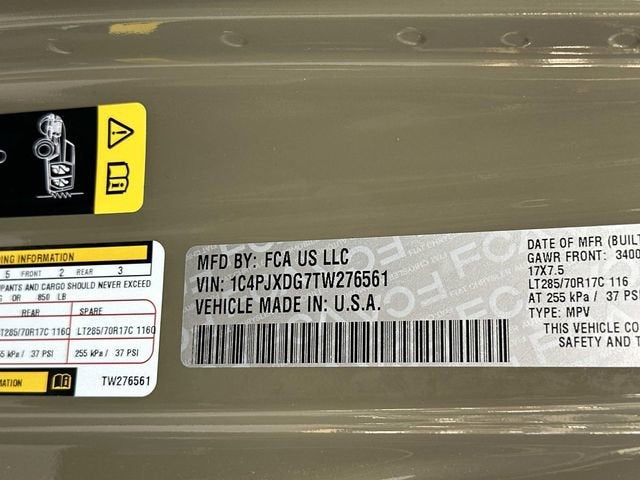 PING INFORMATION
5 FRONT 2 REAR 3
PANTS AND CARGO SHOULD NEVER EXCEED
G OR 850 LB
REAR SPARE
LT285/70R17C 116Q LT285/70R17C 116Q
55 kPa / 37 PSI 255 kPa / 37 PSI
MATION
TW276561
MFD BY: FCA US LLC
VIN: 1C4PJXDG7TW276561
VEHICLE MADE IN: U.S.A.
DATE OF MFR (BUILT
GAWR FRONT: 3400
17X7.5
LT285/70R17C 116
AT 255 kPa / 37 PSI
TYPE: MPV
THIS VEHICLE CO
SAFETY AND T